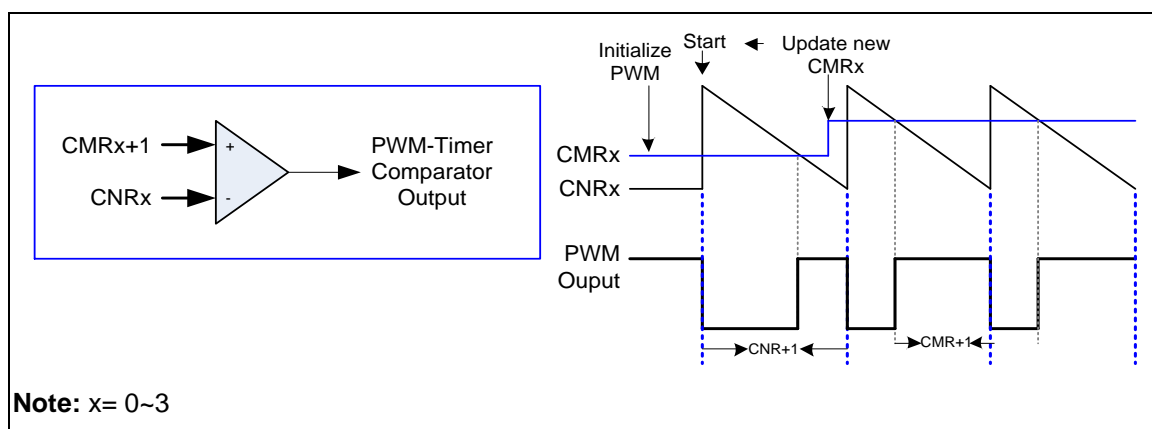 CMRx+1
CNRx
+
-
PWM-Timer
Comparator
Output
Initialize
PWM
Start
Update new
CMRx
CMRx
CNRx
PWM
Ouput
CNR+1
CMR+1
Note: x= 0~3